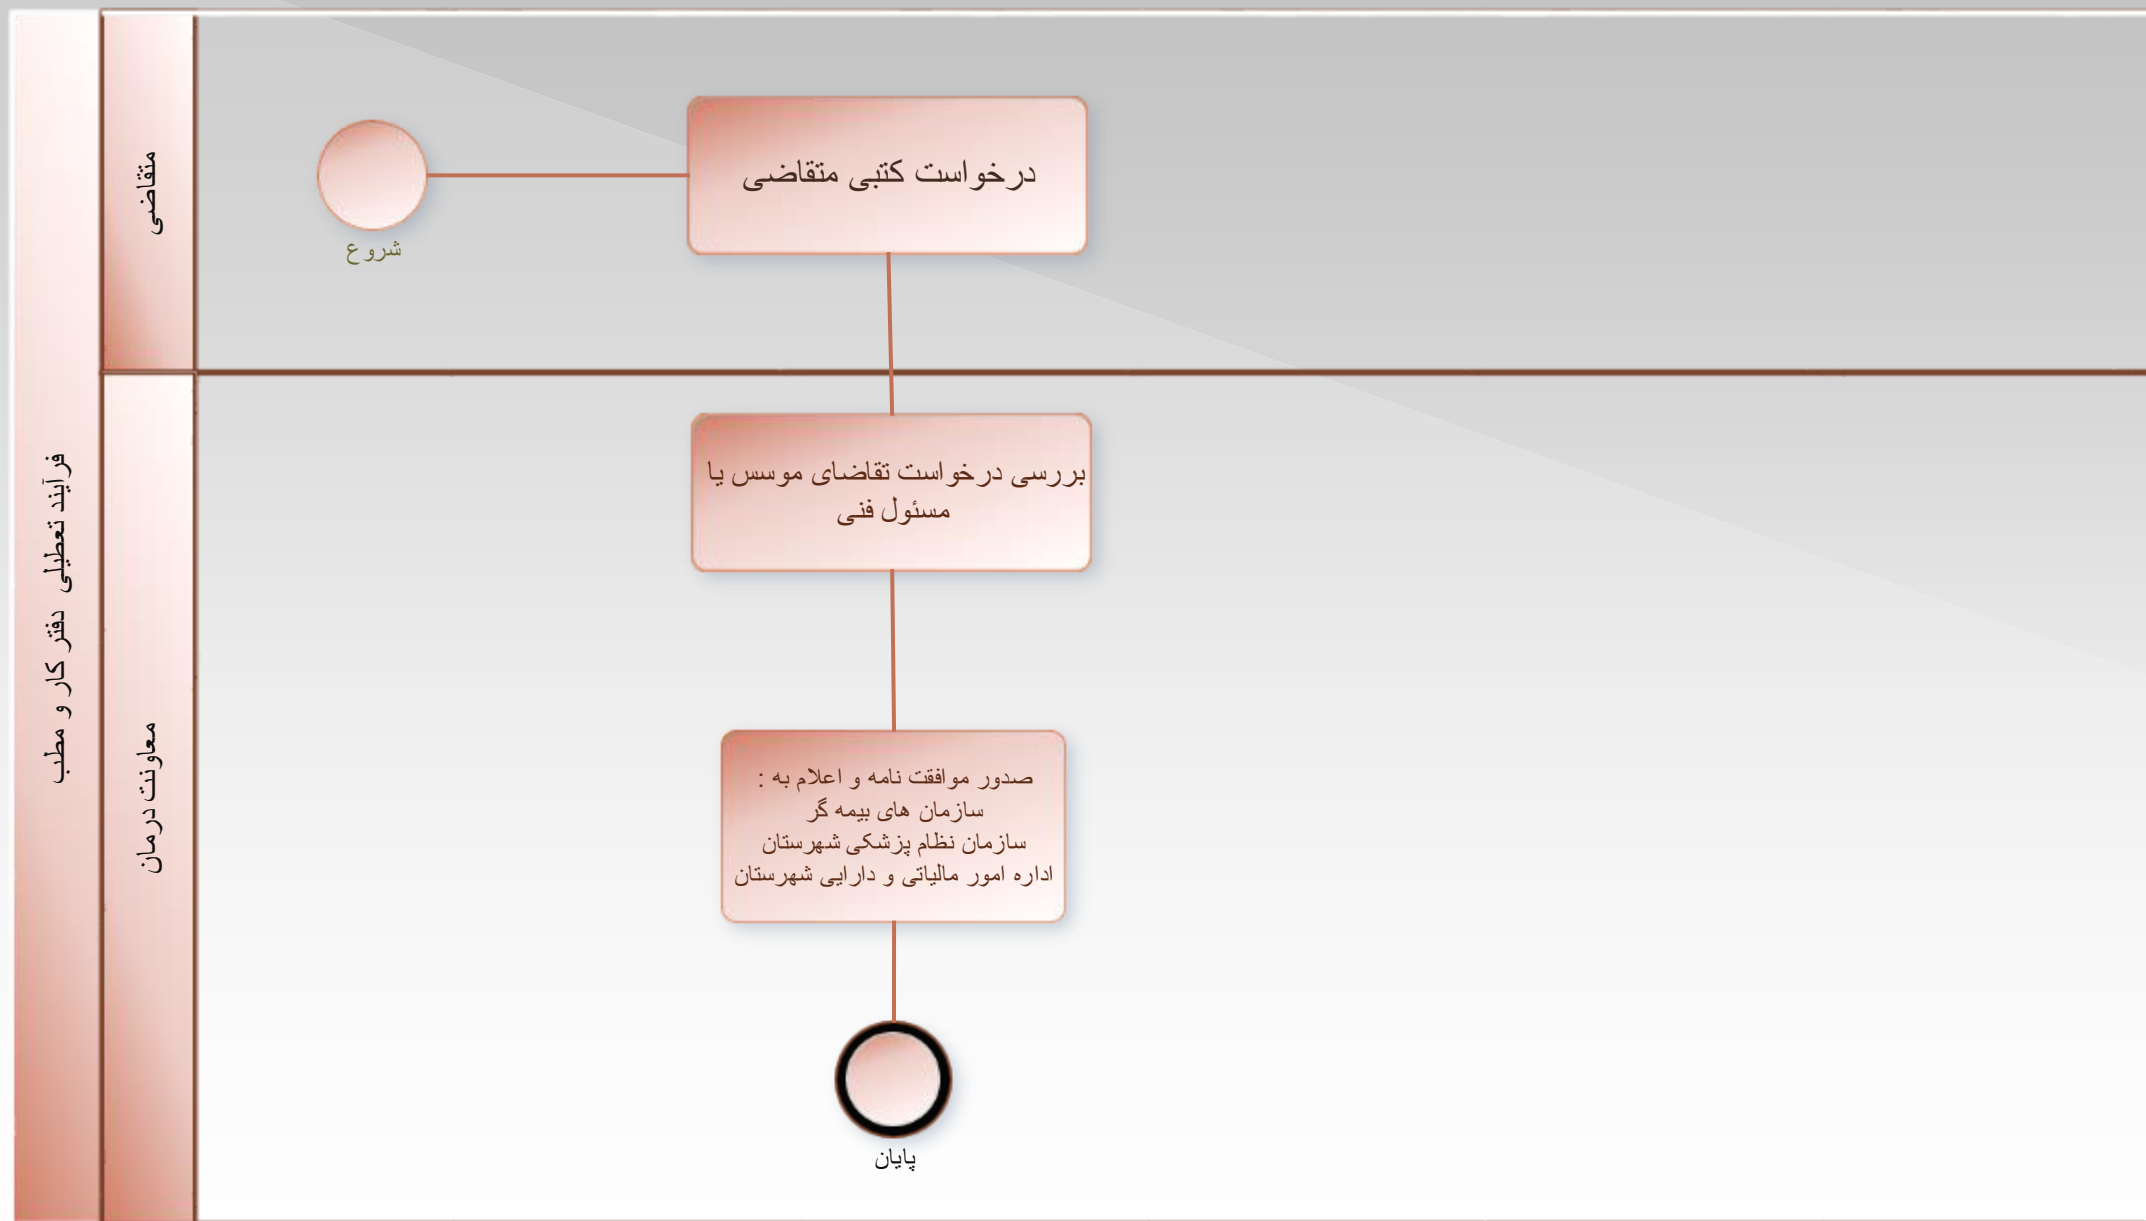 فرآیند تعطیلی دفتر کار و مطب
متقاضی
شروع
درخواست کتبی متقاضی
معاونت درمان
بررسی درخواست تقاضای موسس یا
مسئول فنی
صدور موافقت نامه و اعلام به :
سازمان های بیمه گر
سازمان نظام پزشکی شهرستان
اداره امور مالیاتی و دارایی شهرستان
پایان